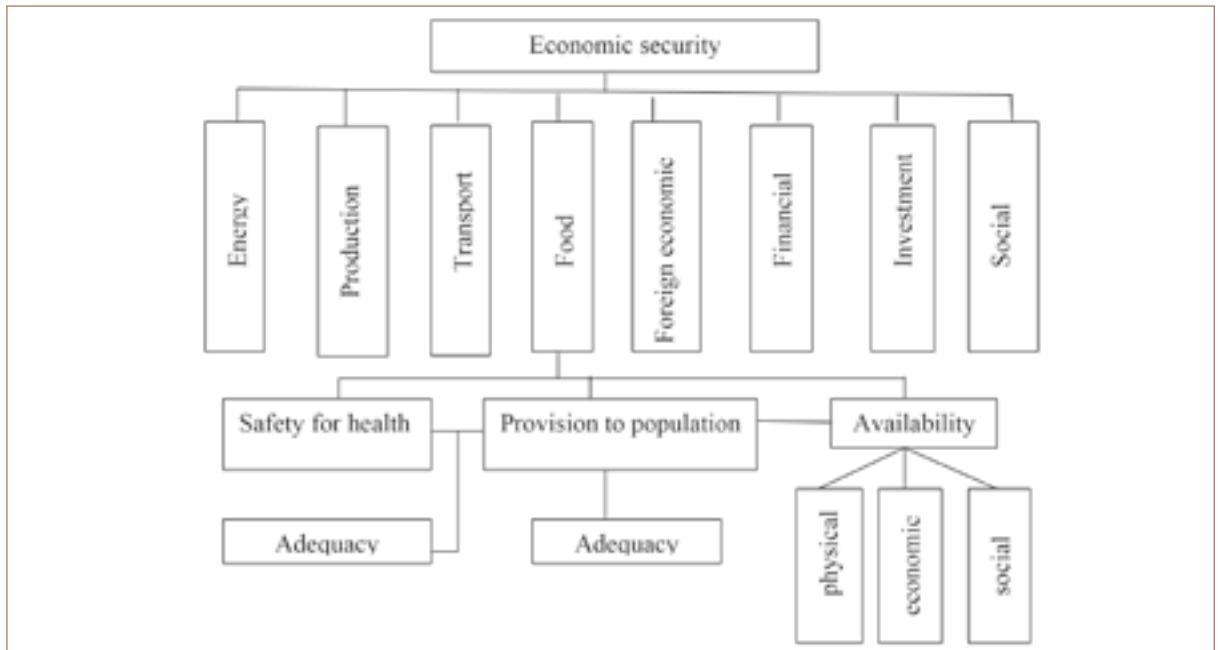 Economic security
Energy
Production
Transport
Food
Foreign economic
Financial
Investment
Social
Safety for health
Provision to population
Availability
Adequacy
Adequacy
physical
economic
social